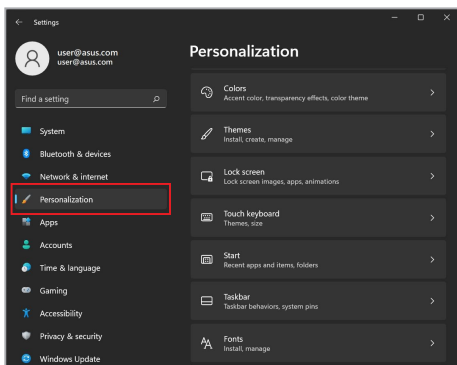 Settings
user@asus.com
user@asus.com
Find a setting
System
Bluetooth & devices
Network & internet
Personalization
Apps
Accounts
Time & language
Gaming
Accessibility
Privacy & security
Windows Update
Personalization
Colors
Accent color, transparency effects, color theme
Themes
Install, create, manage
Lock screen
Lock screen images, apps, animations
Touch keyboard
Themes, size
Start
Recent apps and items, folders
Taskbar
Taskbar behaviors, system pins
Fonts
Install, manage